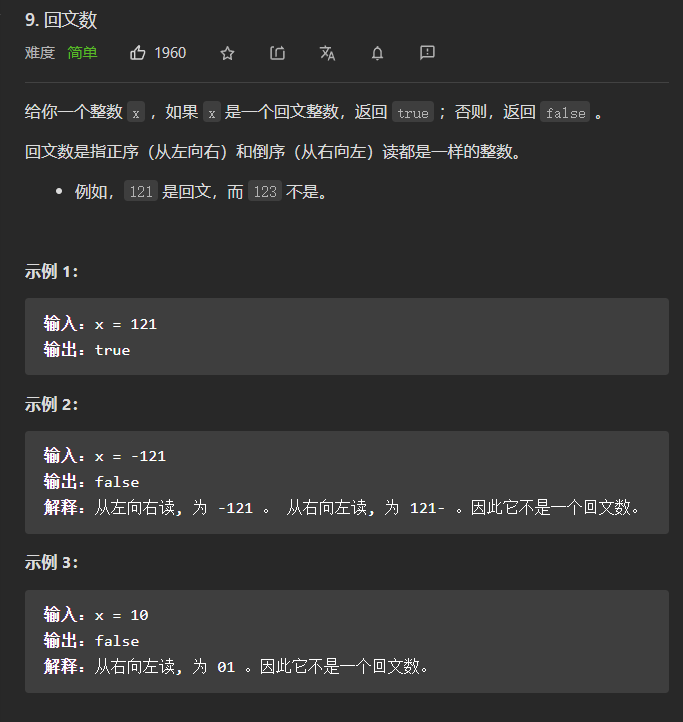 9. 回文数
难度 简单 1960
给你一个整数 x ，如果 x 是一个回文整数，返回 true ；否则，返回 false 。
回文数是指正序（从左向右）和倒序（从右向左）读都是一样的整数。
• 例如，121 是回文，而 123 不是。
示例 1：
输入：x = 121
输出：true
示例 2：
输入：x = -121
输出：false
解释：从左向右读, 为 -121 。 从右向左读, 为 121- 。因此它不是一个回文数。
示例 3：
输入：x = 10
输出：false
解释：从右向左读, 为 01 。因此它不是一个回文数。